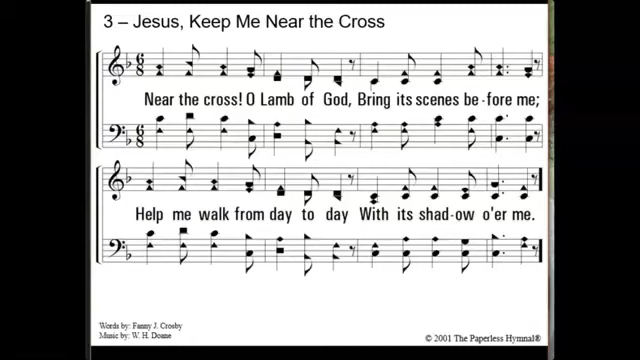 3 – Jesus, Keep Me Near the Cross
Near the cross! O Lamb of God, Bring its scenes be-fore me;
Help me walk from day to day With its shad-ow o'er me.
Words by: Fanny J. Crosby
Music by: W. H. Doane
© 2001 The Paperless Hymnal®